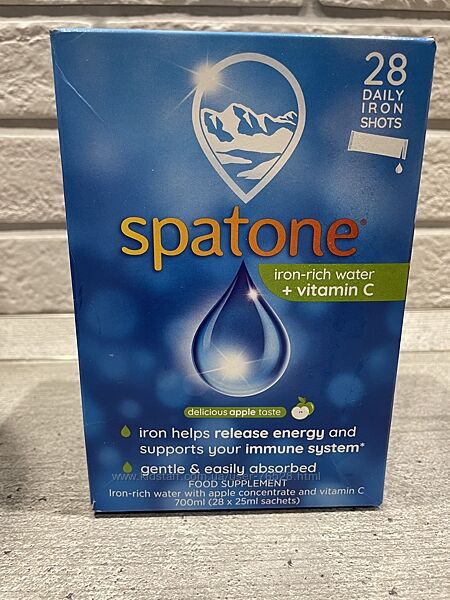 28
DAILY
IRON
SHOTS
spatone®
iron-rich water
+ vitamin C
delicious apple taste
iron helps release energy and
supports your immune system*
gentle & easily absorbed
FOOD SUPPLEMENT
Iron-rich water with apple concentrate and vitamin C
700ml (28 x 25ml sachets)